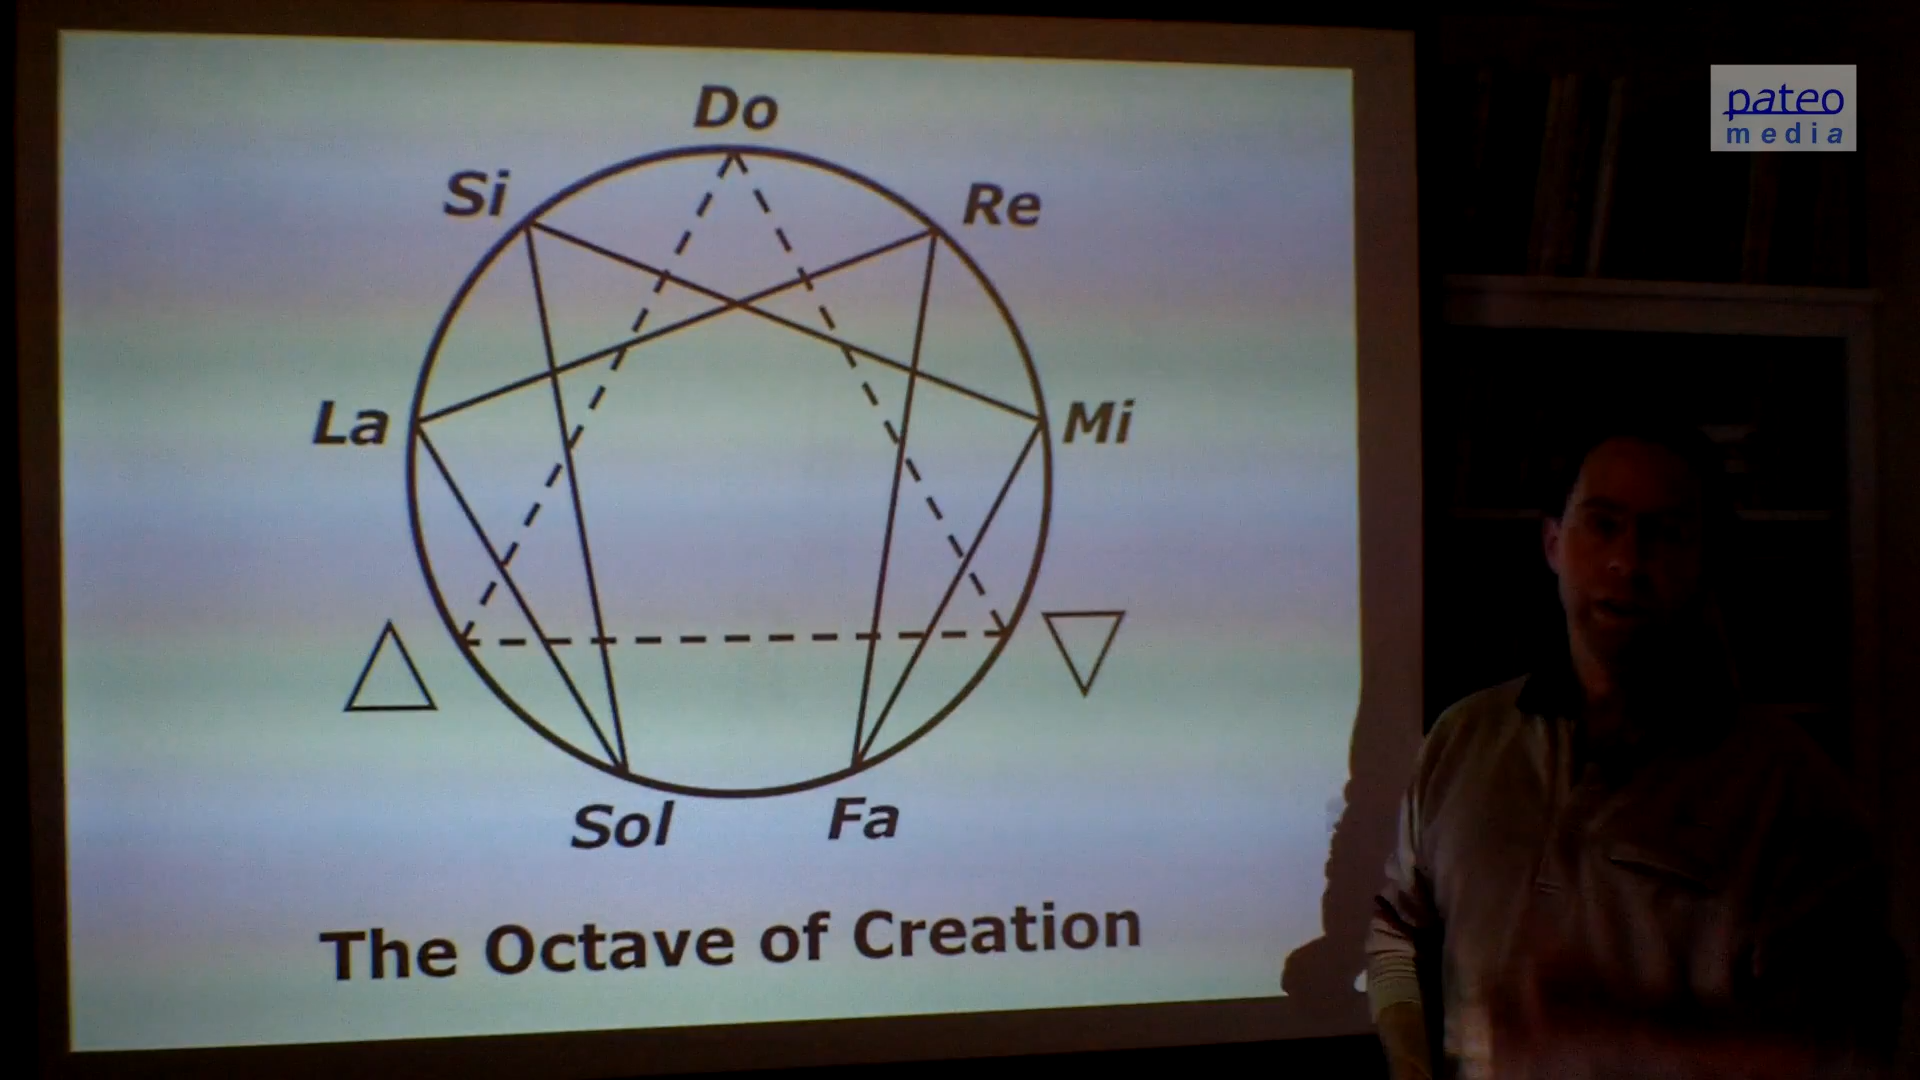 Do
Si
Re
La
Mi
Sol
Fa
The Octave of Creation
pateo
media